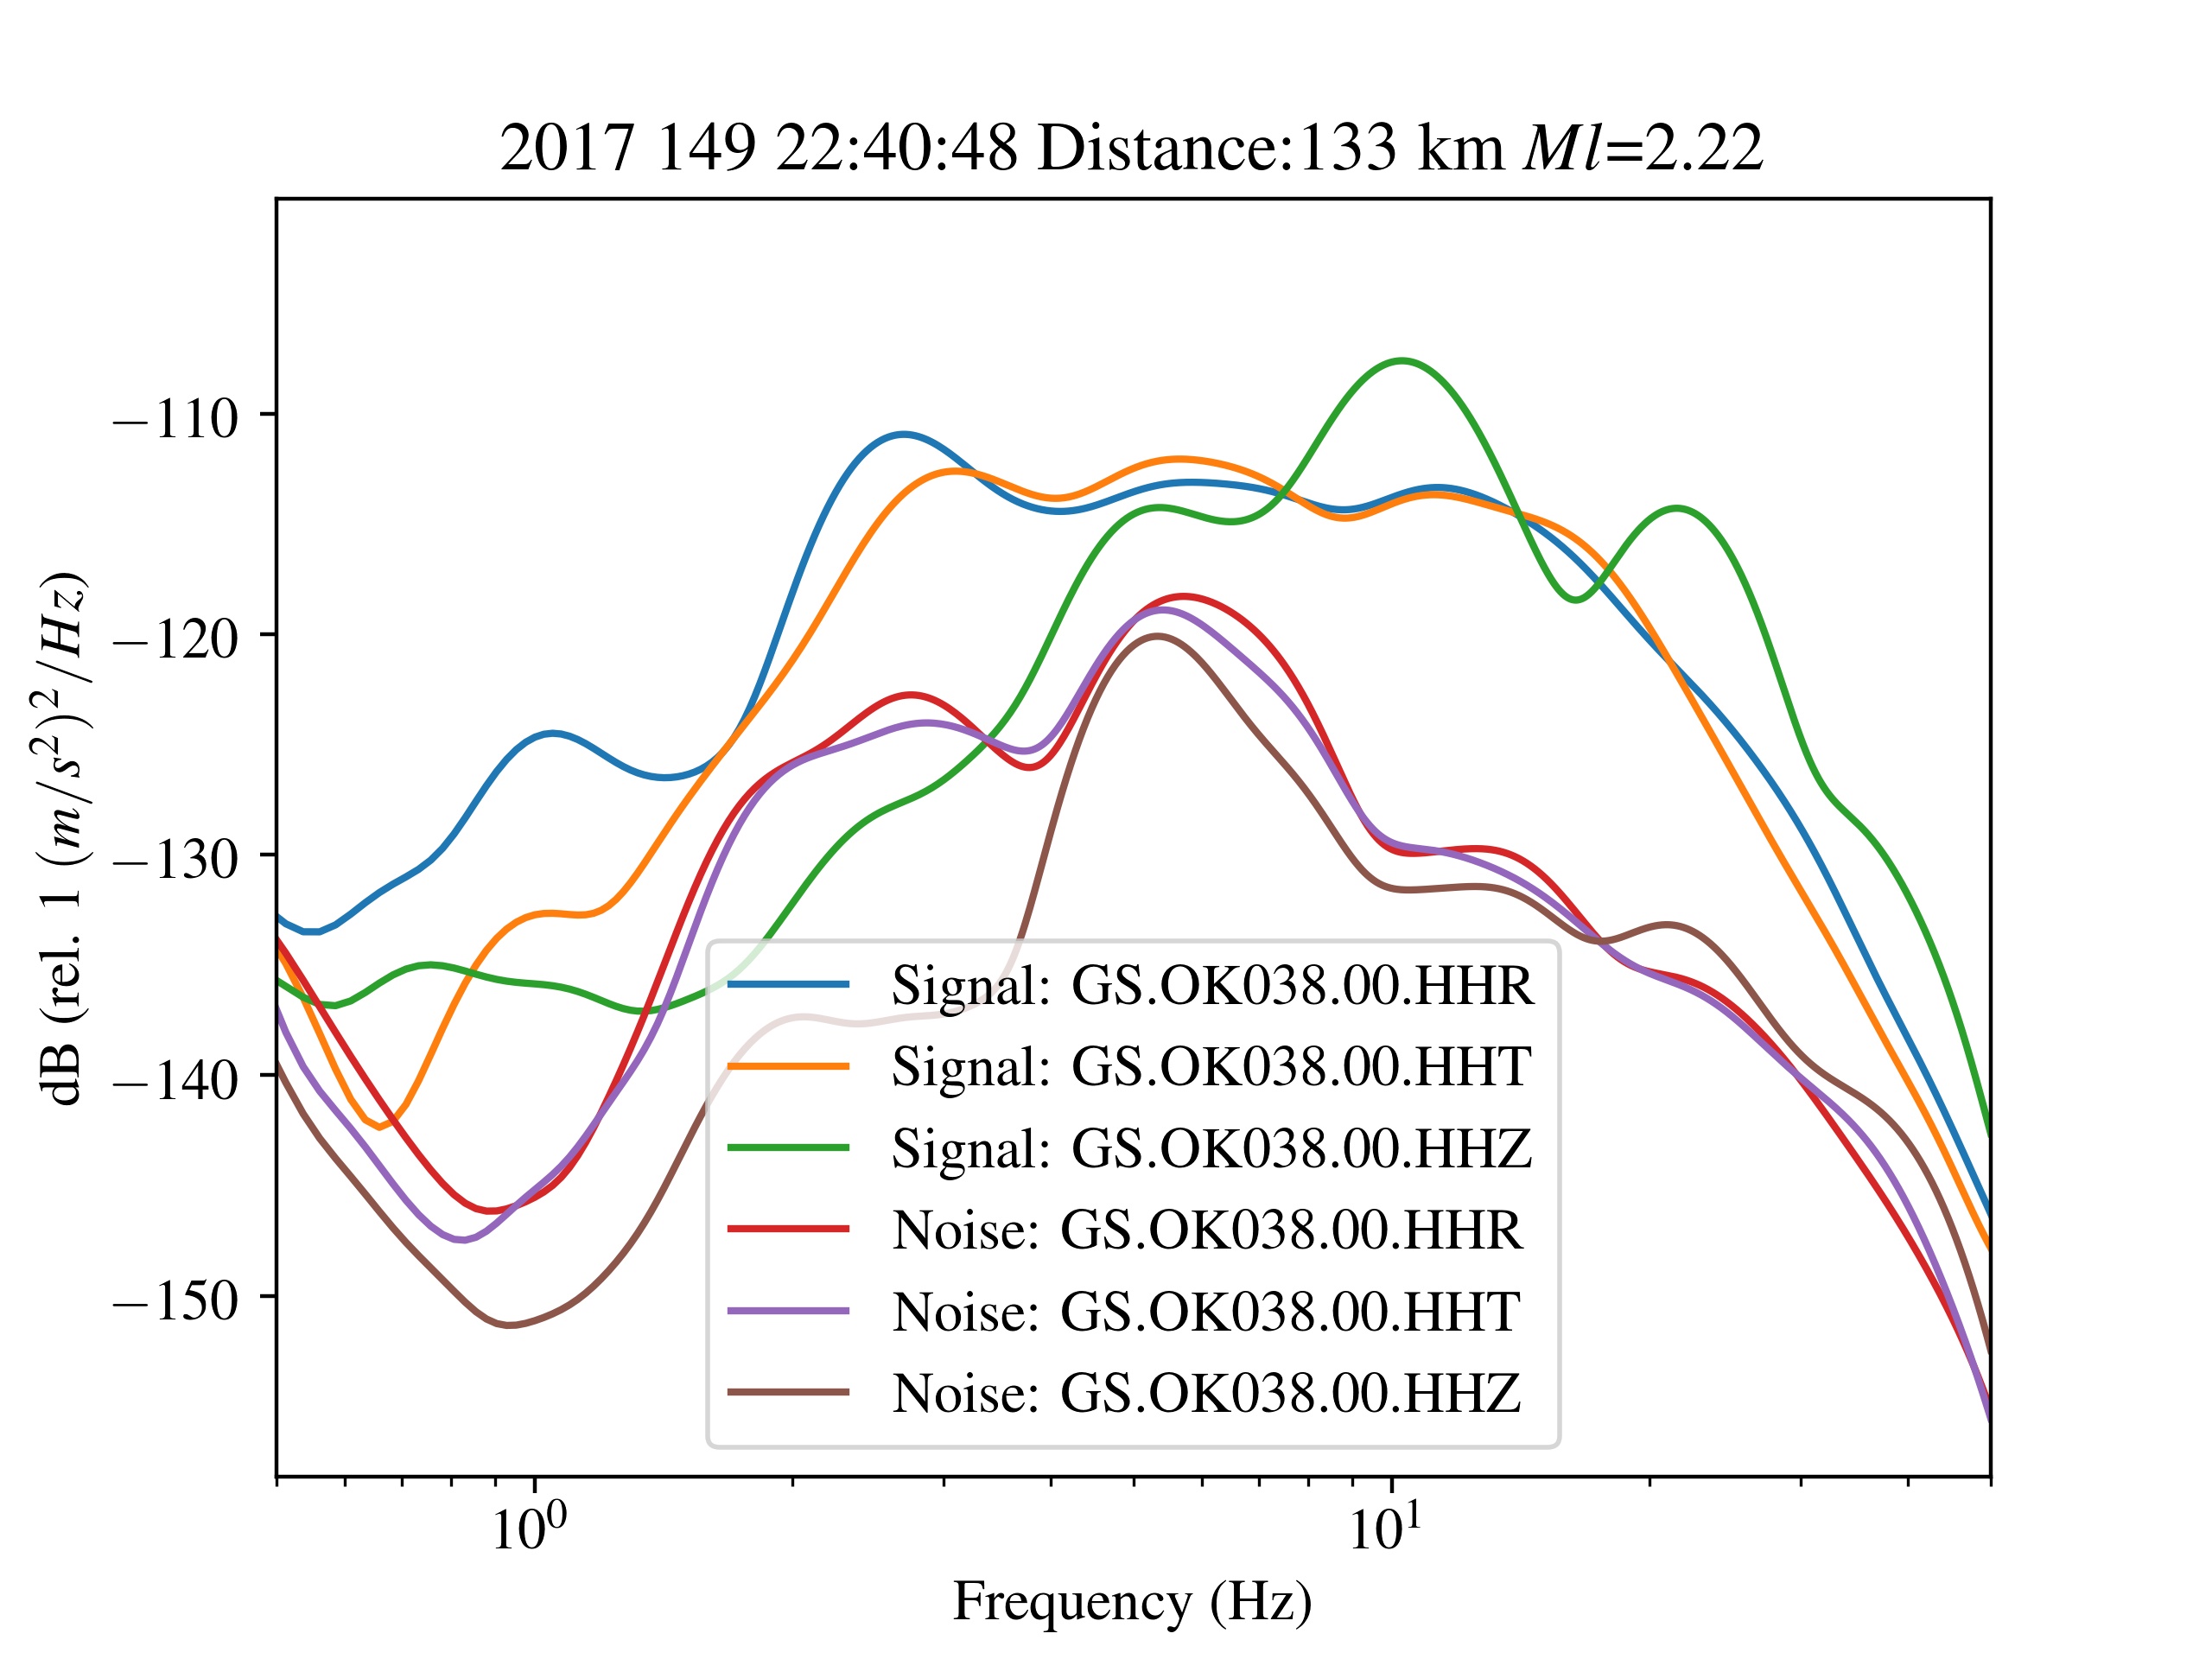 2017 149 22:40:48 Distance:133 km Ml=2.22
dB (rel. 1 (m/s²)²/Hz)
−110
−120
−130
−140
−150
Signal: GS.OK038.00.HHR
Signal: GS.OK038.00.HHT
Signal: GS.OK038.00.HHZ
Noise: GS.OK038.00.HHR
Noise: GS.OK038.00.HHT
Noise: GS.OK038.00.HHZ
10⁰ 10¹
Frequency (Hz)